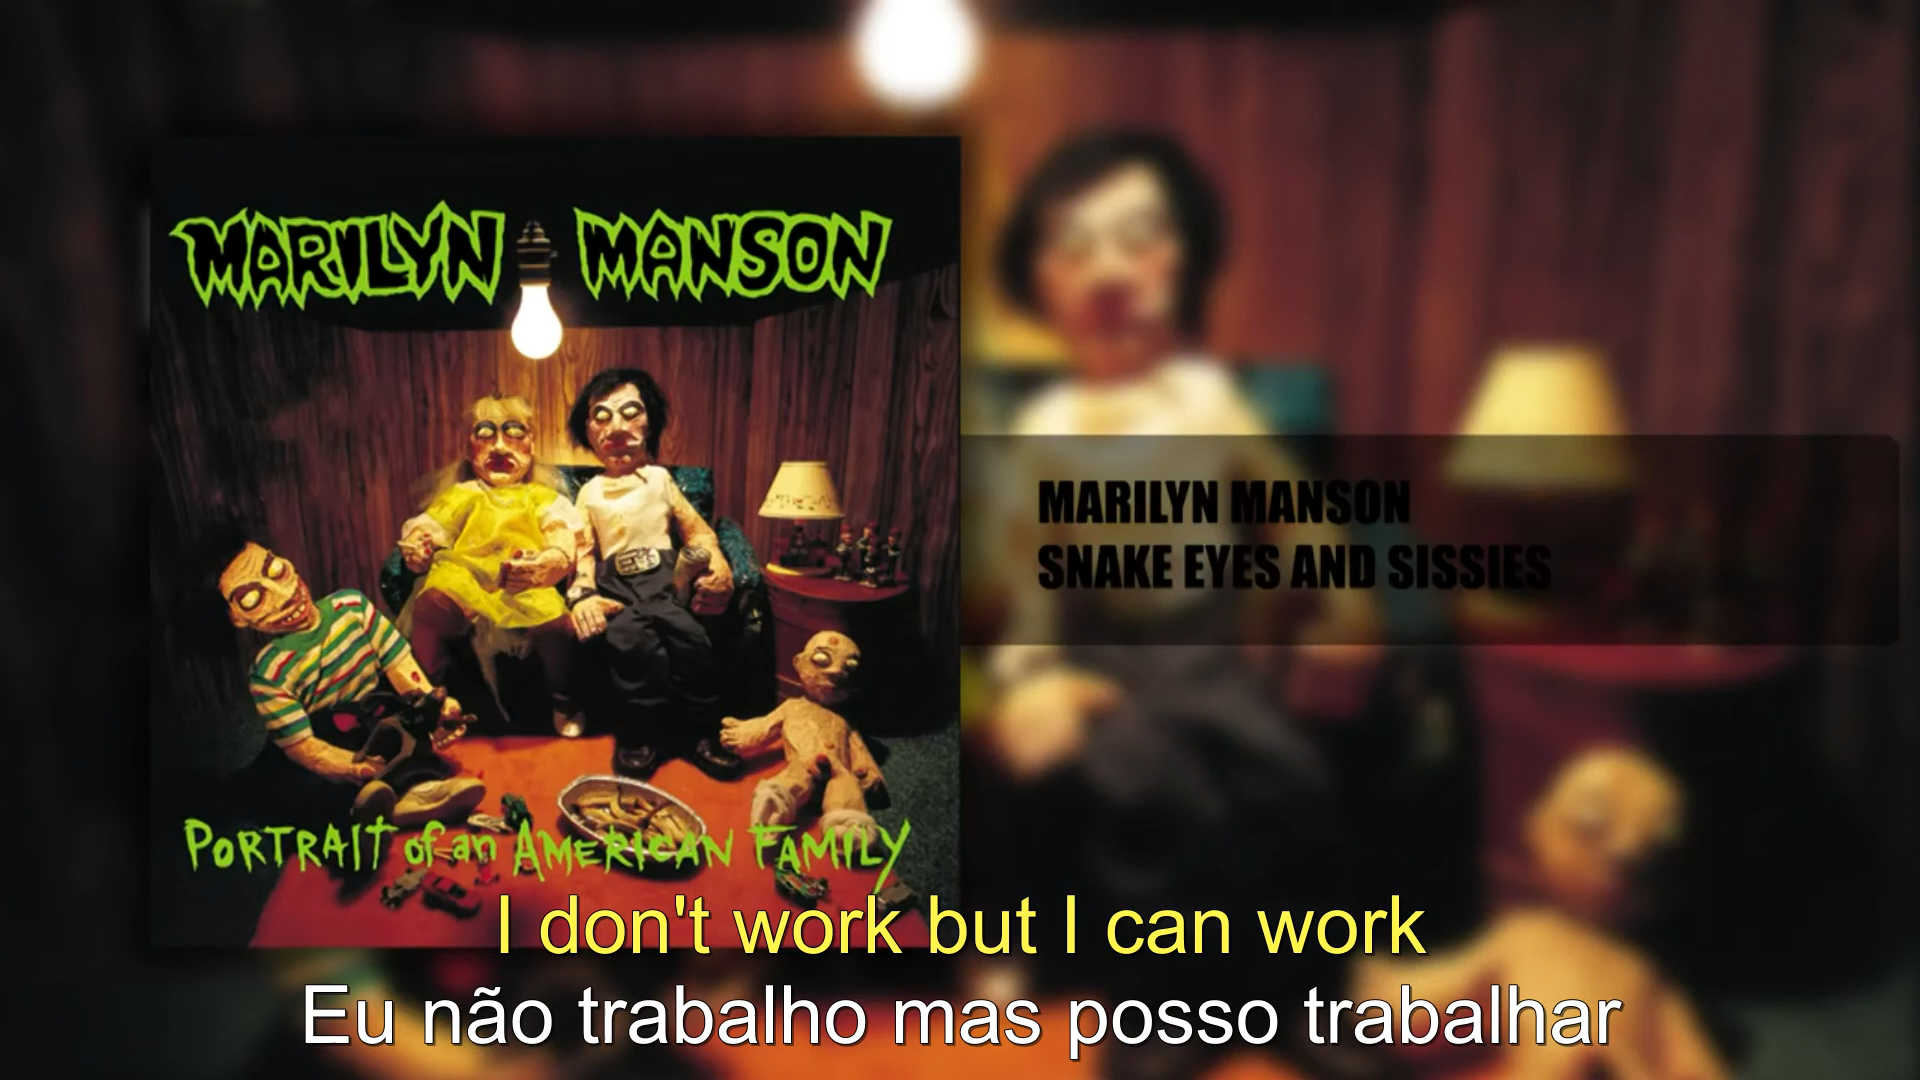 MARILYN MANSON
MARILYN MANSON
SNAKE EYES AND SISSIES
PORTRAIT of an AMERICAN FAMILY
I don't work but I can work
Eu não trabalho mas posso trabalhar